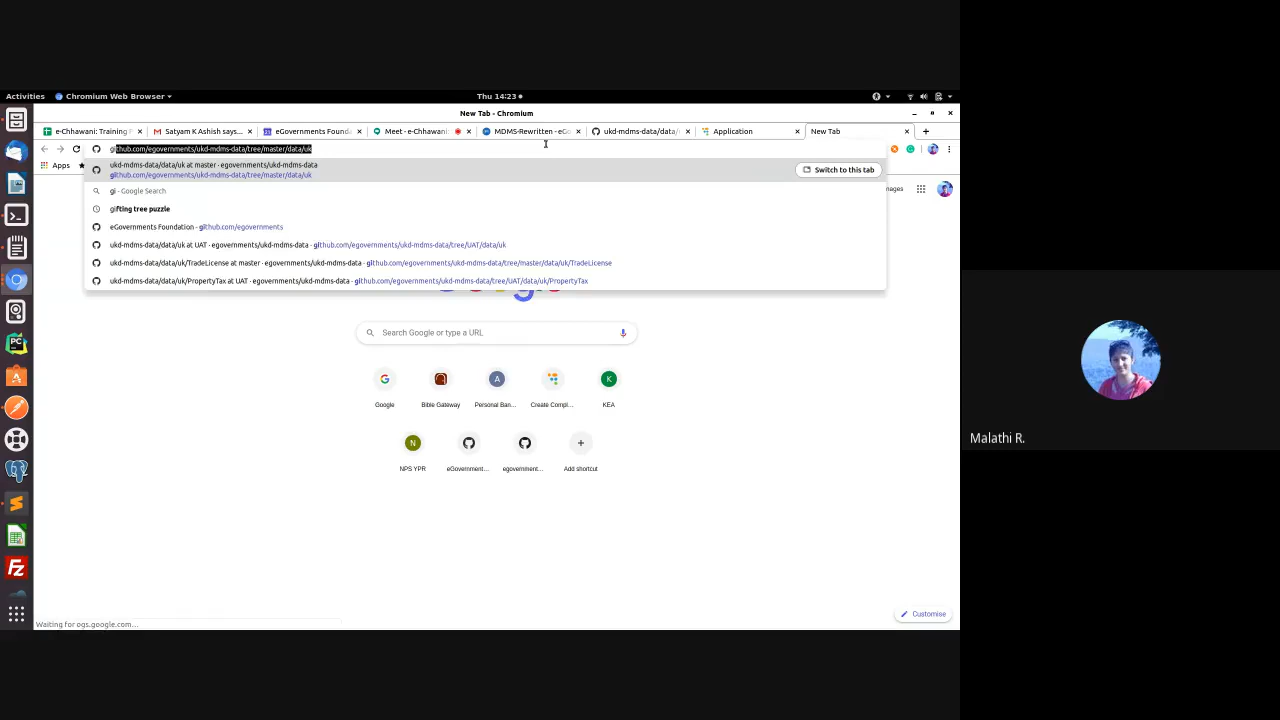 Activities
Chromium Web Browser
Thu 14:23
New Tab - Chromium
e-Chhawani: Training
Satyam K Ashish says...
eGovernments Found
Meet - e-Chhawani:
MDMS-Rewritten - eGo
ukd-mdms-data/data/
Application
New Tab
github.com/egovernments/ukd-mdms-data/tree/master/data/uk
Apps
ukd-mdms-data/data/uk at master · egovernments/ukd-mdms-data
github.com/egovernments/ukd-mdms-data/tree/master/data/uk
Switch to this tab
gi - Google Search
gifting tree puzzle
eGovernments Foundation - github.com/egovernments
ukd-mdms-data/data/uk at UAT · egovernments/ukd-mdms-data - github.com/egovernments/ukd-mdms-data/tree/UAT/data/uk
ukd-mdms-data/data/uk/TradeLicense at master · egovernments/ukd-mdms-data - github.com/egovernments/ukd-mdms-data/tree/master/data/uk/TradeLicense
ukd-mdms-data/data/uk/PropertyTax at UAT · egovernments/ukd-mdms-data - github.com/egovernments/ukd-mdms-data/tree/UAT/data/uk/PropertyTax
Search Google or type a URL
Google
Bible Gateway
A
Personal Ban...
Create Compl...
K
KEA
N
NPS YPR
eGovernment...
egovernment...
Add shortcut
Customise
Waiting for ogs.google.com...
PC
Fz
Malathi R.